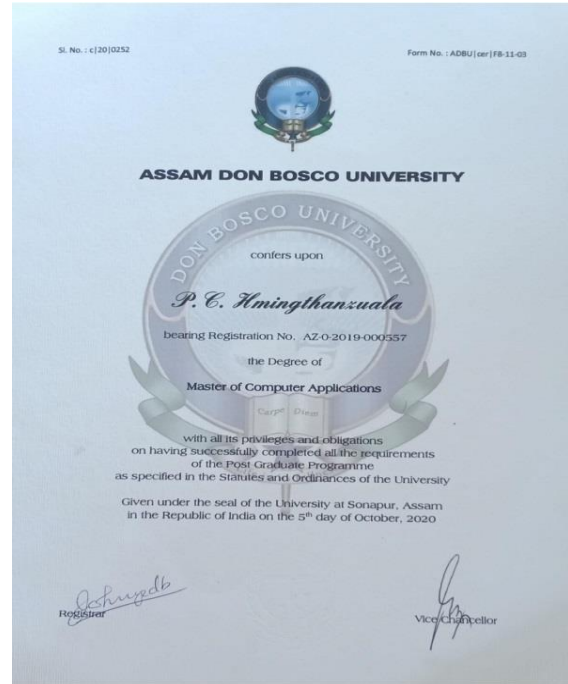 Sl. No. : c|20|0252
Form No. : ADBU|cer|F8-11-03
ASSAM DON BOSCO UNIVERSITY
DON BOSCO UNIVERSITY
confers upon
P. C. Hmingthanzuala
bearing Registration No. AZ-0-2019-000557
the Degree of
Master of Computer Applications
Carpe Diem
with all its privileges and obligations
on having successfully completed all the requirements
of the Post Graduate Programme
as specified in the Statutes and Ordinances of the University
Given under the seal of the University at Sonapur, Assam
in the Republic of India on the 5th day of October, 2020
Registrar
Vice Chancellor